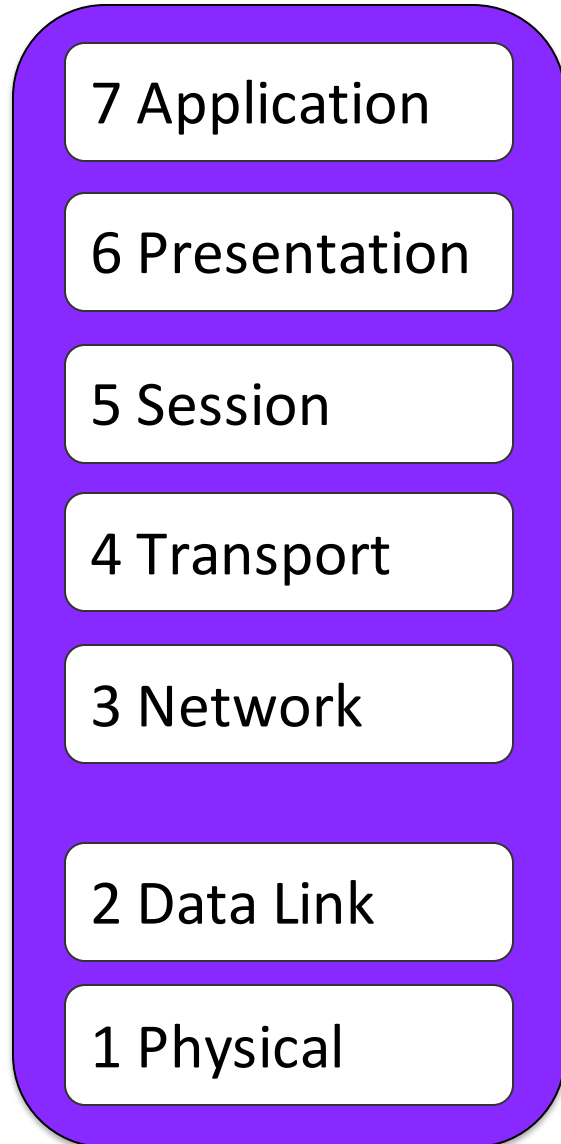 7 Application
6 Presentation
5 Session
4 Transport
3 Network
2 Data Link
1 Physical